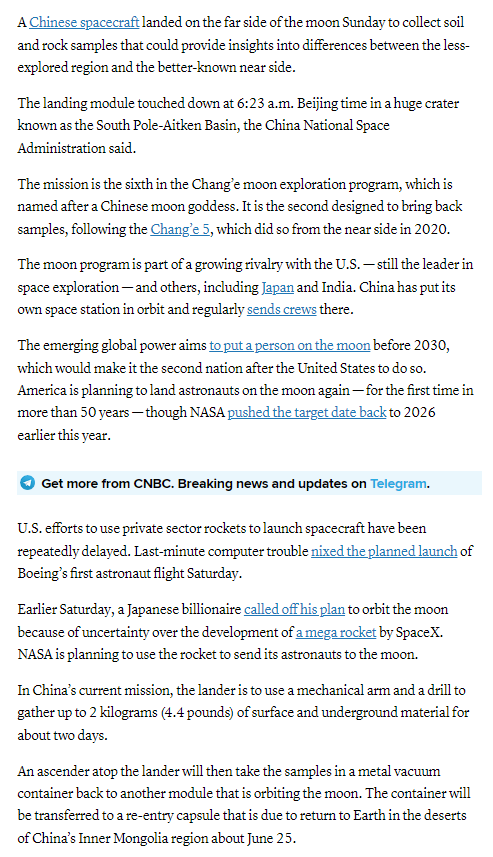 A Chinese spacecraft landed on the far side of the moon Sunday to collect soil
and rock samples that could provide insights into differences between the less-
explored region and the better-known near side.
The landing module touched down at 6:23 a.m. Beijing time in a huge crater
known as the South Pole-Aitken Basin, the China National Space
Administration said.
The mission is the sixth in the Chang’e moon exploration program, which is
named after a Chinese moon goddess. It is the second designed to bring back
samples, following the Chang’e 5, which did so from the near side in 2020.
The moon program is part of a growing rivalry with the U.S. — still the leader in
space exploration — and others, including Japan and India. China has put its
own space station in orbit and regularly sends crews there.
The emerging global power aims to put a person on the moon before 2030,
which would make it the second nation after the United States to do so.
America is planning to land astronauts on the moon again — for the first time in
more than 50 years — though NASA pushed the target date back to 2026
earlier this year.
Get more from CNBC. Breaking news and updates on Telegram.
U.S. efforts to use private sector rockets to launch spacecraft have been
repeatedly delayed. Last-minute computer trouble nixed the planned launch of
Boeing’s first astronaut flight Saturday.
Earlier Saturday, a Japanese billionaire called off his plan to orbit the moon
because of uncertainty over the development of a mega rocket by SpaceX.
NASA is planning to use the rocket to send its astronauts to the moon.
In China’s current mission, the lander is to use a mechanical arm and a drill to
gather up to 2 kilograms (4.4 pounds) of surface and underground material for
about two days.
An ascender atop the lander will then take the samples in a metal vacuum
container back to another module that is orbiting the moon. The container will
be transferred to a re-entry capsule that is due to return to Earth in the deserts
of China’s Inner Mongolia region about June 25.